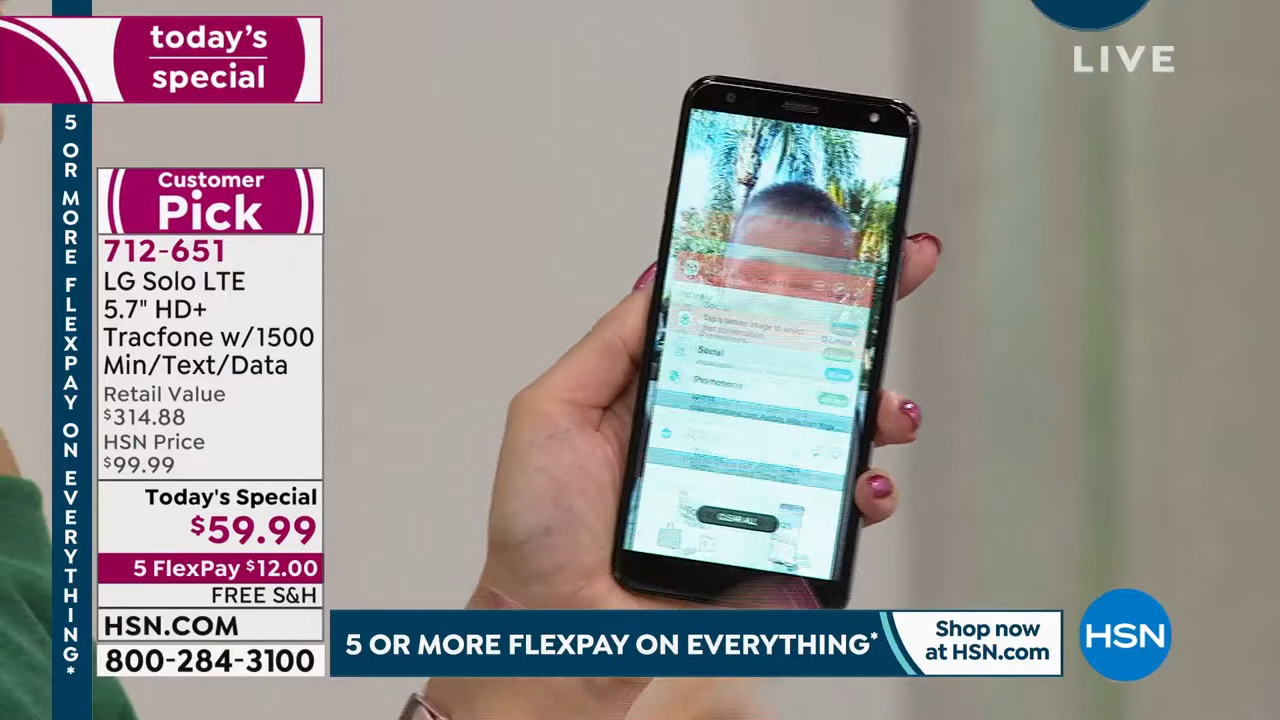 today's
special
LIVE
5 OR MORE FLEXPAY ON EVERYTHING*
Customer
Pick
712-651
LG Solo LTE
5.7" HD+
Tracfone w/1500
Min/Text/Data
Retail Value
$314.88
HSN Price
$99.99
Today's Special
$59.99
5 FlexPay $12.00
FREE S&H
HSN.COM
800-284-3100
Social
Promotions
5 OR MORE FLEXPAY ON EVERYTHING*
Shop now
at HSN.com
HSN